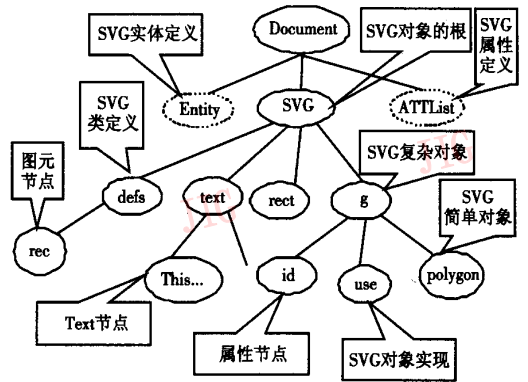 SVG实体定义
Document
SVG对象的根
SVG
属性
定义
Entity
SVG
ATTList
SVG
类定义
SVG复杂对象
图元
节点
defs
text
rect
g
SVG
简单对象
rec
This...
id
use
polygon
Text节点
属性节点
SVG对象实现
JIG
JIG